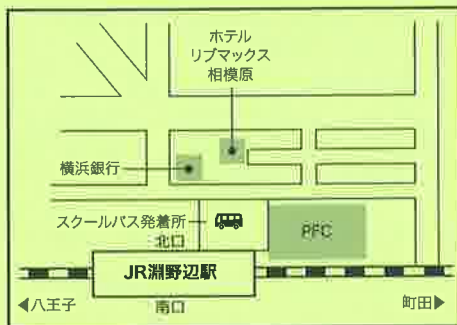 ホテル
リブマックス
相模原
横浜銀行
スクールバス発着所
北口
PFC
JR淵野辺駅
◀八王子
南口
町田▶